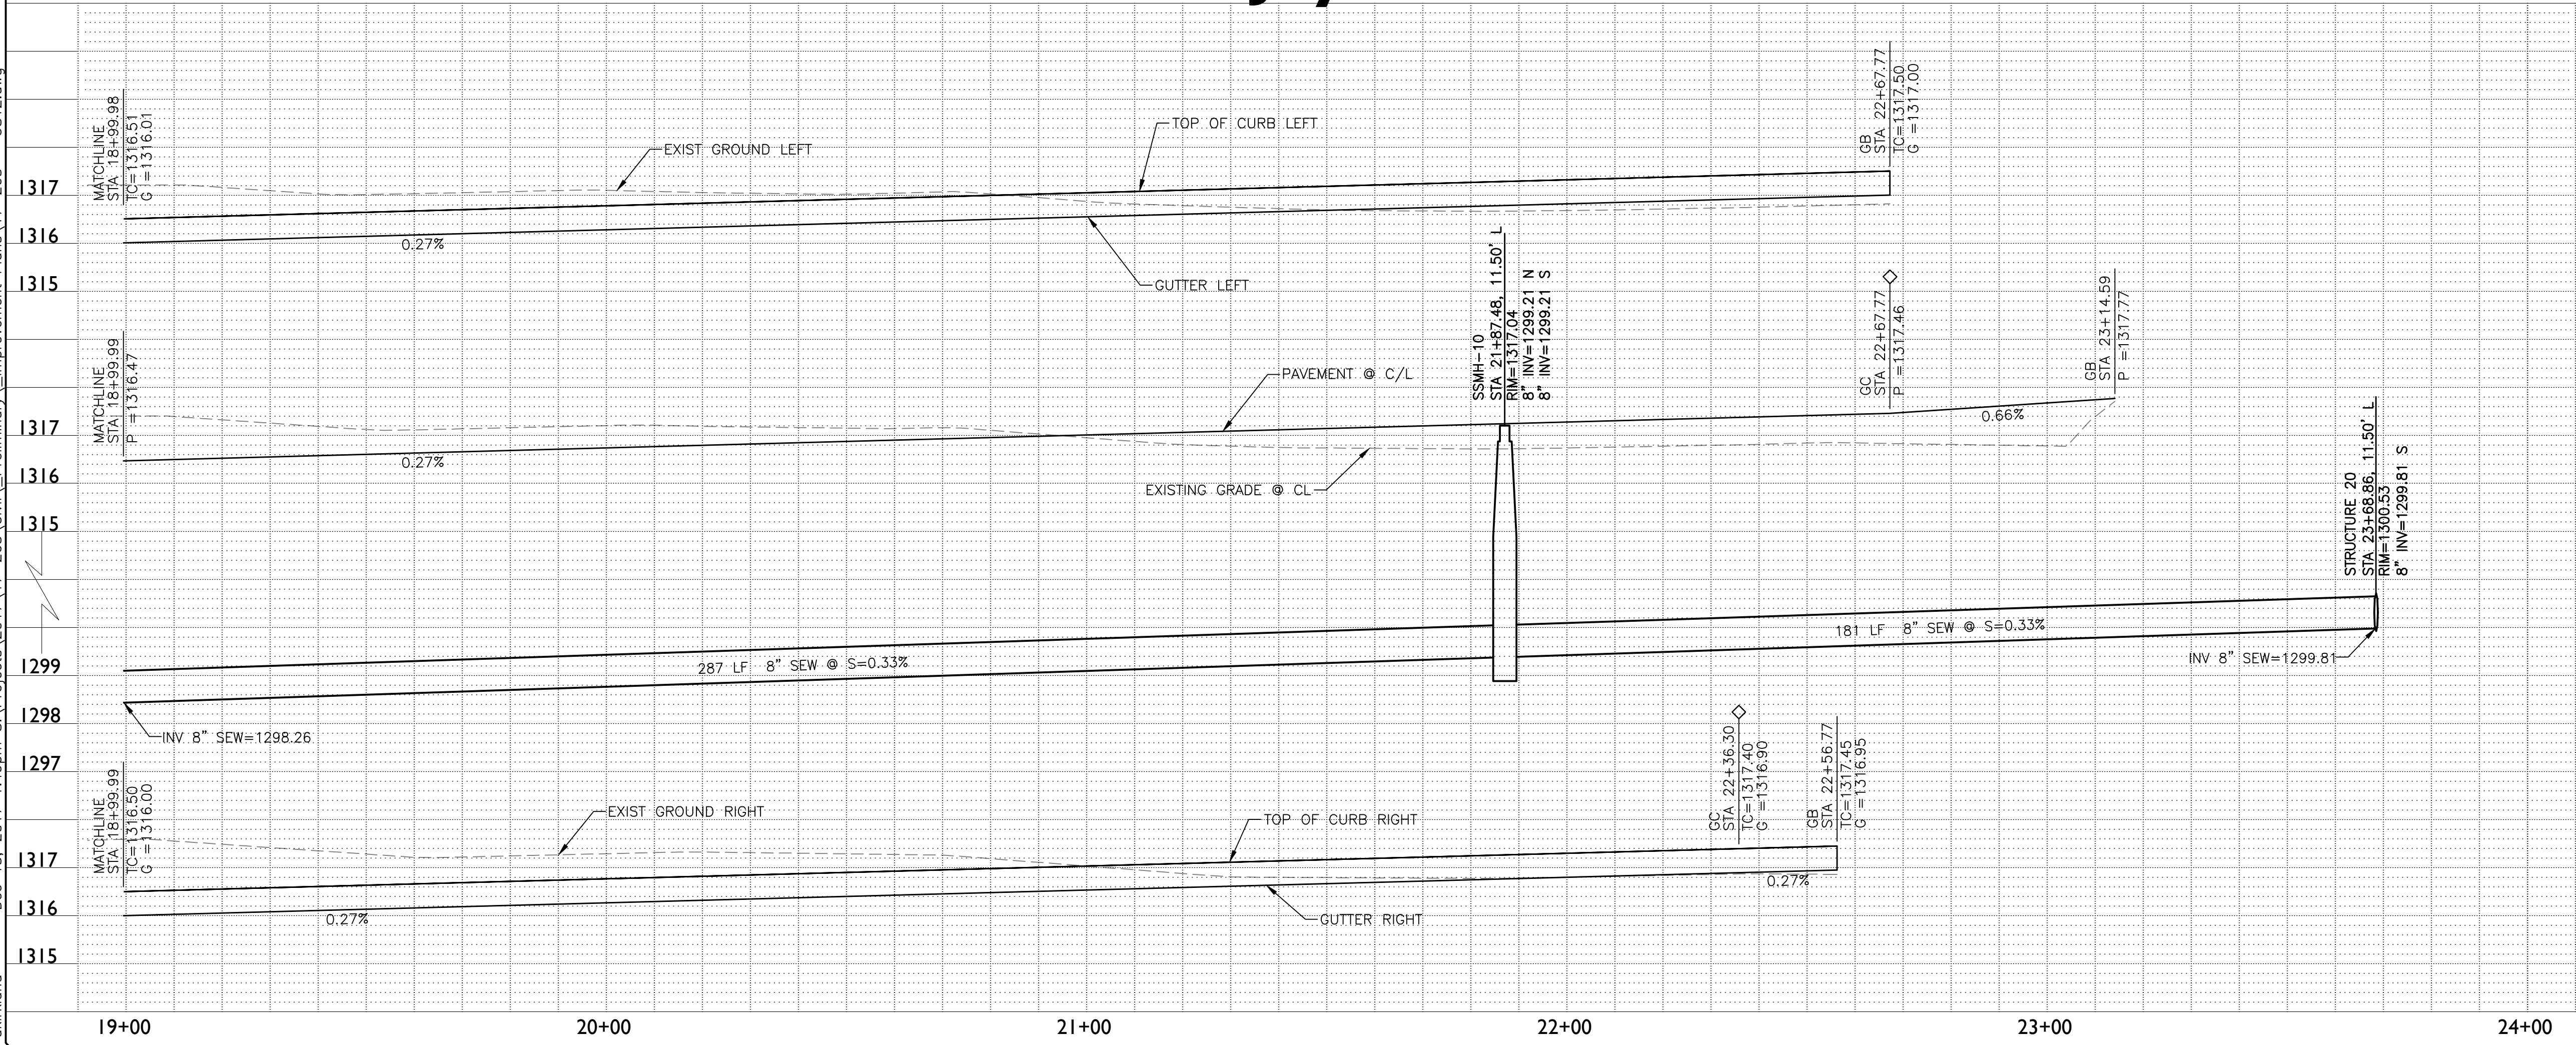 GB
STA 22+67.77
TC=1317.50
G =1317.00
MATCHLINE
STA 18+99.98
TC=1316.51
G =1316.01
TOP OF CURB LEFT
EXIST GROUND LEFT
1317
1316
1315
0.27%
GUTTER LEFT
SSMH-10
STA 21+87.48, 11.50' L
RIM=1317.04
8" INV=1299.21 N
8" INV=1299.21 S
GC
STA 22+67.77
P =1317.46
GB
STA 23+14.59
P =1317.77
MATCHLINE
STA 18+99.99
P =1316.47
PAVEMENT @ C/L
0.66%
1317
0.27%
1316
EXISTING GRADE @ CL
1315
STRUCTURE 20
STA 23+68.86, 11.50' L
RIM=1300.53
8" INV=1299.81 S
181 LF 8" SEW @ S=0.33%
1299
287 LF 8" SEW @ S=0.33%
INV 8" SEW=1299.81
1298
INV 8" SEW=1298.26
1297
GC
STA 22+36.30
TC=1317.40
G =1316.90
GB
STA 22+56.77
TC=1317.45
G =1316.95
MATCHLINE
STA 18+99.99
TC=1316.50
G =1316.00
EXIST GROUND RIGHT
TOP OF CURB RIGHT
1317
0.27%
1316
0.27%
GUTTER RIGHT
1315
19+00
20+00
21+00
22+00
23+00
24+00